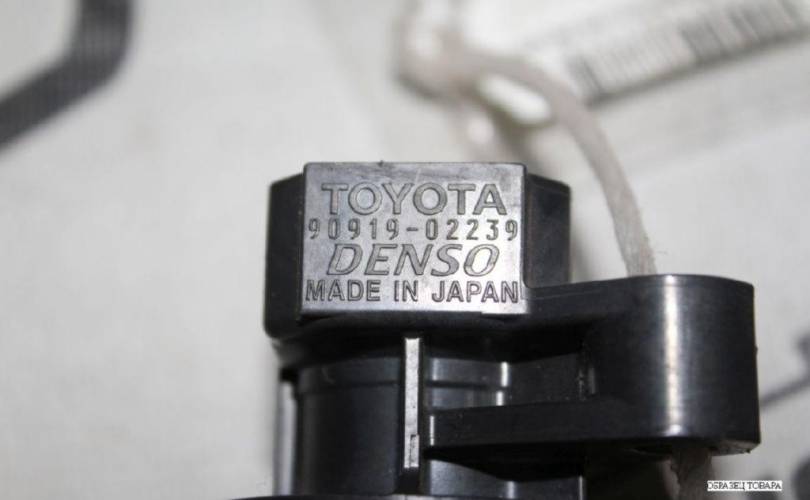 TOYOTA
90919-02239
DENSO
MADE IN JAPAN
ОБРАЗЕЦ ТОВАРА